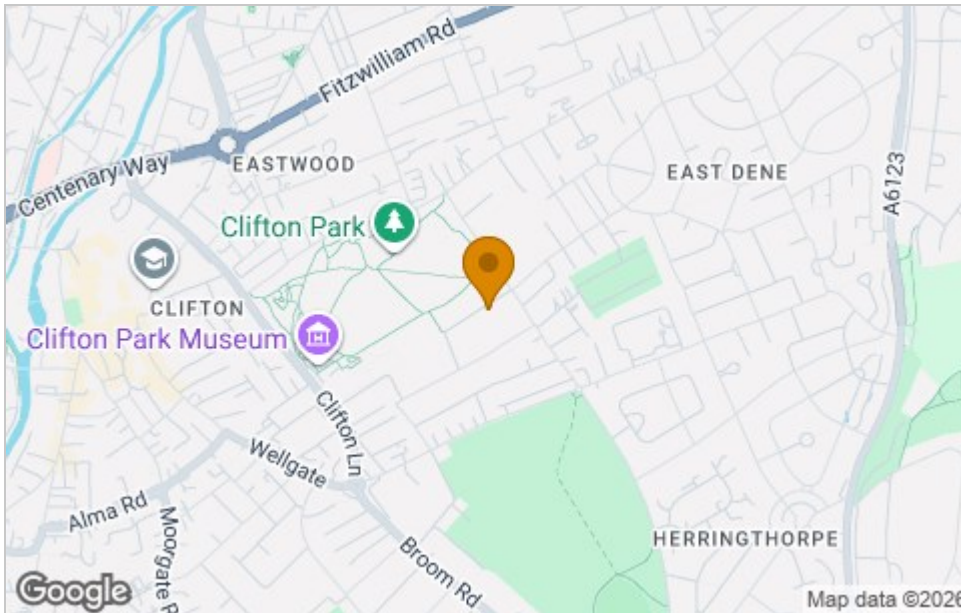 Fitzwilliam Rd
Centenary Way
EASTWOOD
EAST DENE
A6123
Clifton Park
CLIFTON
Clifton Park Museum
Clifton Ln
Wellgate
Alma Rd
Moorgate R
Broom Rd
HERRINGTHORPE
Google
Map data ©2026